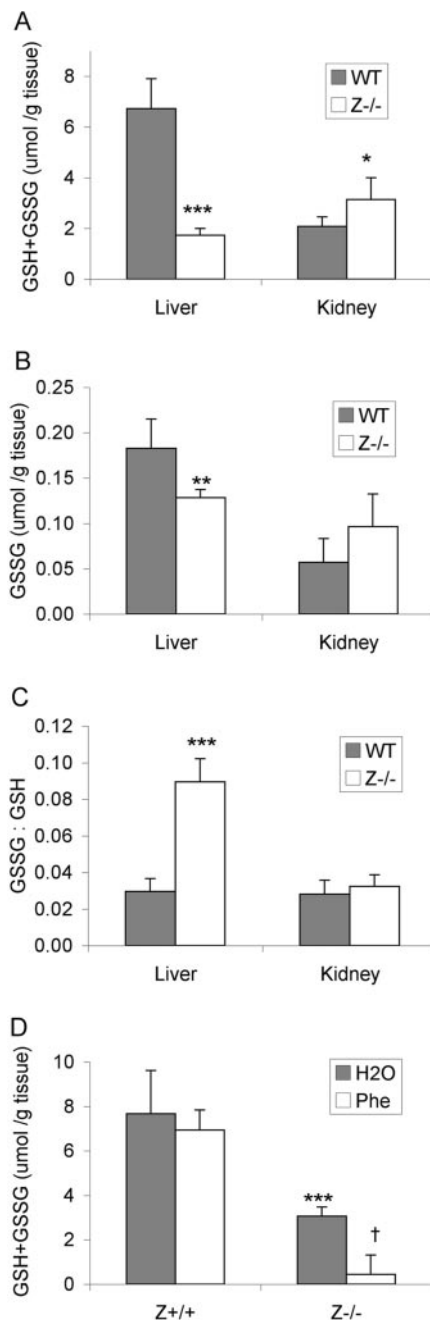 A
GSH+GSSG (umol /g tissue)
8
6
4
2
0
WT
Z-/-
***
*
Liver Kidney
B
GSSG (umol /g tissue)
0.25
0.20
0.15
0.10
0.05
0.00
WT
Z-/-
**
Liver Kidney
C
GSSG : GSH
0.12
0.10
0.08
0.06
0.04
0.02
0.00
WT
Z-/-
***
Liver Kidney
D
GSH+GSSG (umol /g tissue)
10
8
6
4
2
0
H2O
Phe
***
†
Z+/+ Z-/-